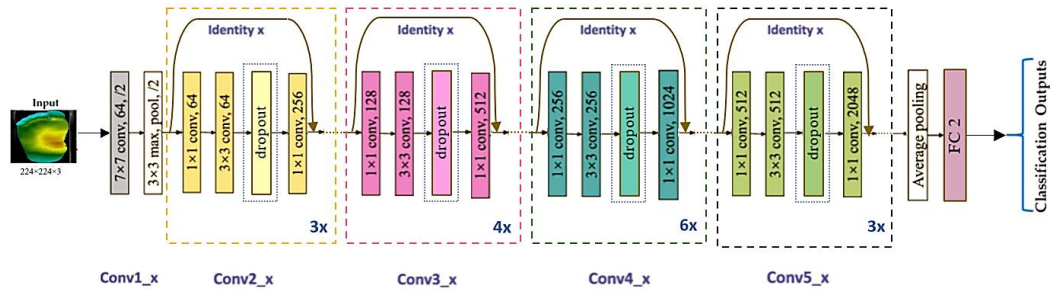 Input
224×224×3
7×7 conv, 64, /2
3×3 max, pool, /2
Identity x
1×1 conv, 64
3×3 conv, 64
dropout
1×1 conv, 256
3x
Identity x
1×1 conv, 128
3×3 conv, 128
dropout
1×1 conv, 512
4x
Identity x
1×1 conv, 256
3×3 conv, 256
dropout
1×1 conv, 1024
6x
Identity x
1×1 conv, 512
3×3 conv, 512
dropout
1×1 conv, 2048
3x
Average pooling
FC 2
Classification Outputs
Conv1_x
Conv2_x
Conv3_x
Conv4_x
Conv5_x